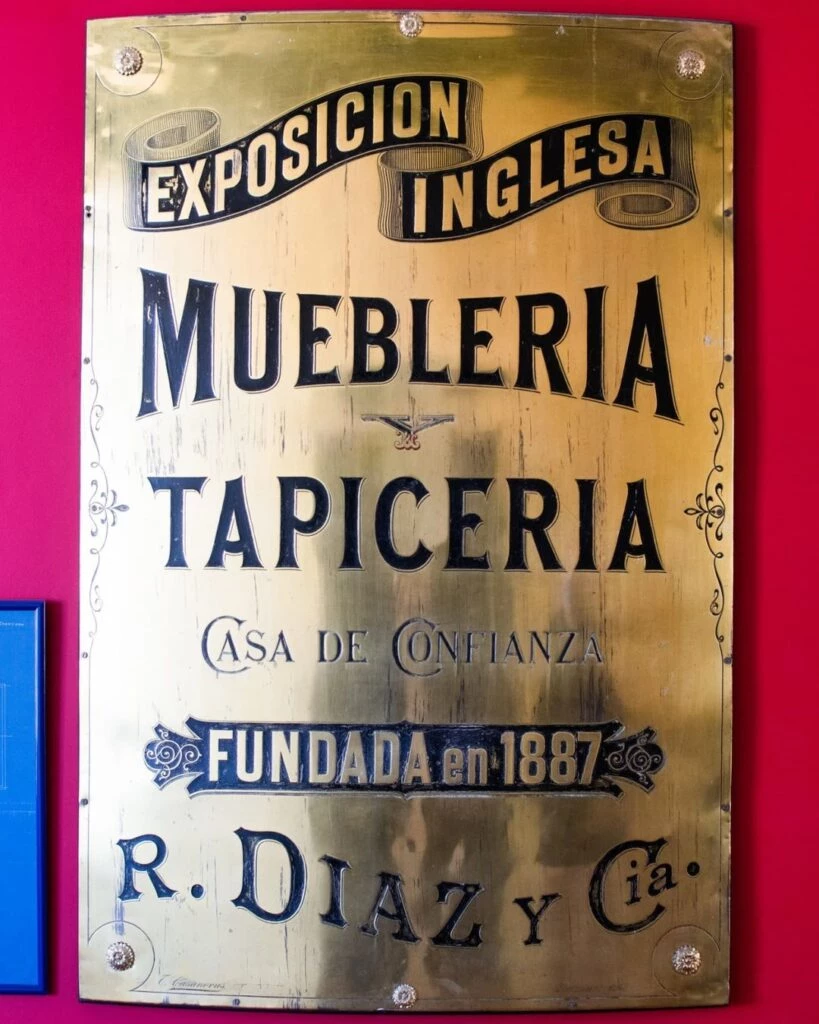 EXPOSICION
INGLESA
MUEBLERIA
TAPICERIA
CASA DE CONFIANZA
FUNDADA en 1887
R. DIAZ Y Cia.